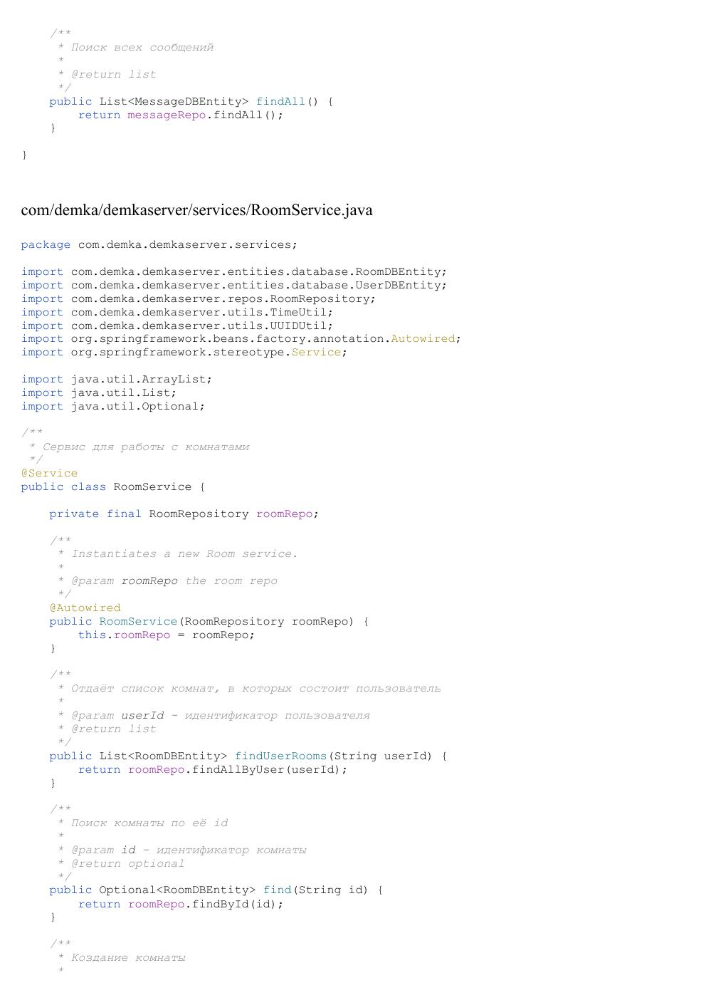 /**
 * Поиск всех сообщений
 *
 * @return list
 */
public List<MessageDBEntity> findAll() {
    return messageRepo.findAll();
}
}
com/demka/demkaserver/services/RoomService.java
package com.demka.demkaserver.services;
import com.demka.demkaserver.entities.database.RoomDBEntity;
import com.demka.demkaserver.entities.database.UserDBEntity;
import com.demka.demkaserver.repos.RoomRepository;
import com.demka.demkaserver.utils.TimeUtil;
import com.demka.demkaserver.utils.UUIDUtil;
import org.springframework.beans.factory.annotation.Autowired;
import org.springframework.stereotype.Service;
import java.util.ArrayList;
import java.util.List;
import java.util.Optional;
/**
 * Сервис для работы с комнатами
 */
@Service
public class RoomService {
    private final RoomRepository roomRepo;
    /**
     * Instantiates a new Room service.
     *
     * @param roomRepo the room repo
     */
    @Autowired
    public RoomService(RoomRepository roomRepo) {
        this.roomRepo = roomRepo;
    }
    /**
     * Отдаёт список комнат, в которых состоит пользователь
     *
     * @param userId - идентификатор пользователя
     * @return list
     */
    public List<RoomDBEntity> findUserRooms(String userId) {
        return roomRepo.findAllByUser(userId);
    }
    /**
     * Поиск комнаты по её id
     *
     * @param id - идентификатор комнаты
     * @return optional
     */
    public Optional<RoomDBEntity> find(String id) {
        return roomRepo.findById(id);
    }
    /**
     * Коздание комнаты
     *